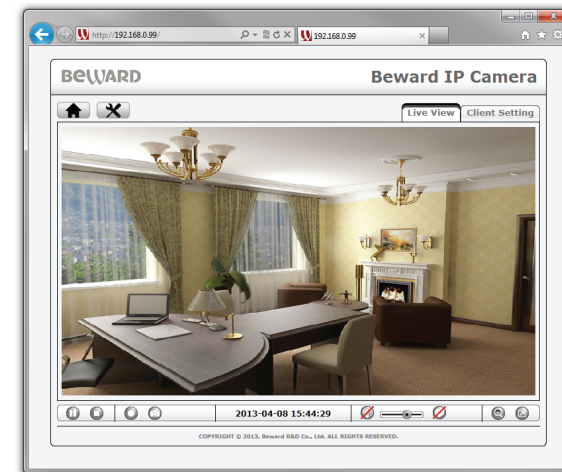 http://192.168.0.99/
192.168.0.99
BEWARD
Beward IP Camera
Live View
Client Setting
2013-04-08 15:44:29
COPYRIGHT © 2013, Beward R&D Co., Ltd. ALL RIGHTS RESERVED.